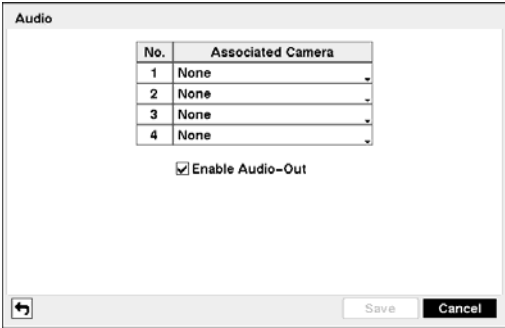 Audio
No. Associated Camera
1 None
2 None
3 None
4 None
Enable Audio-Out
Save Cancel